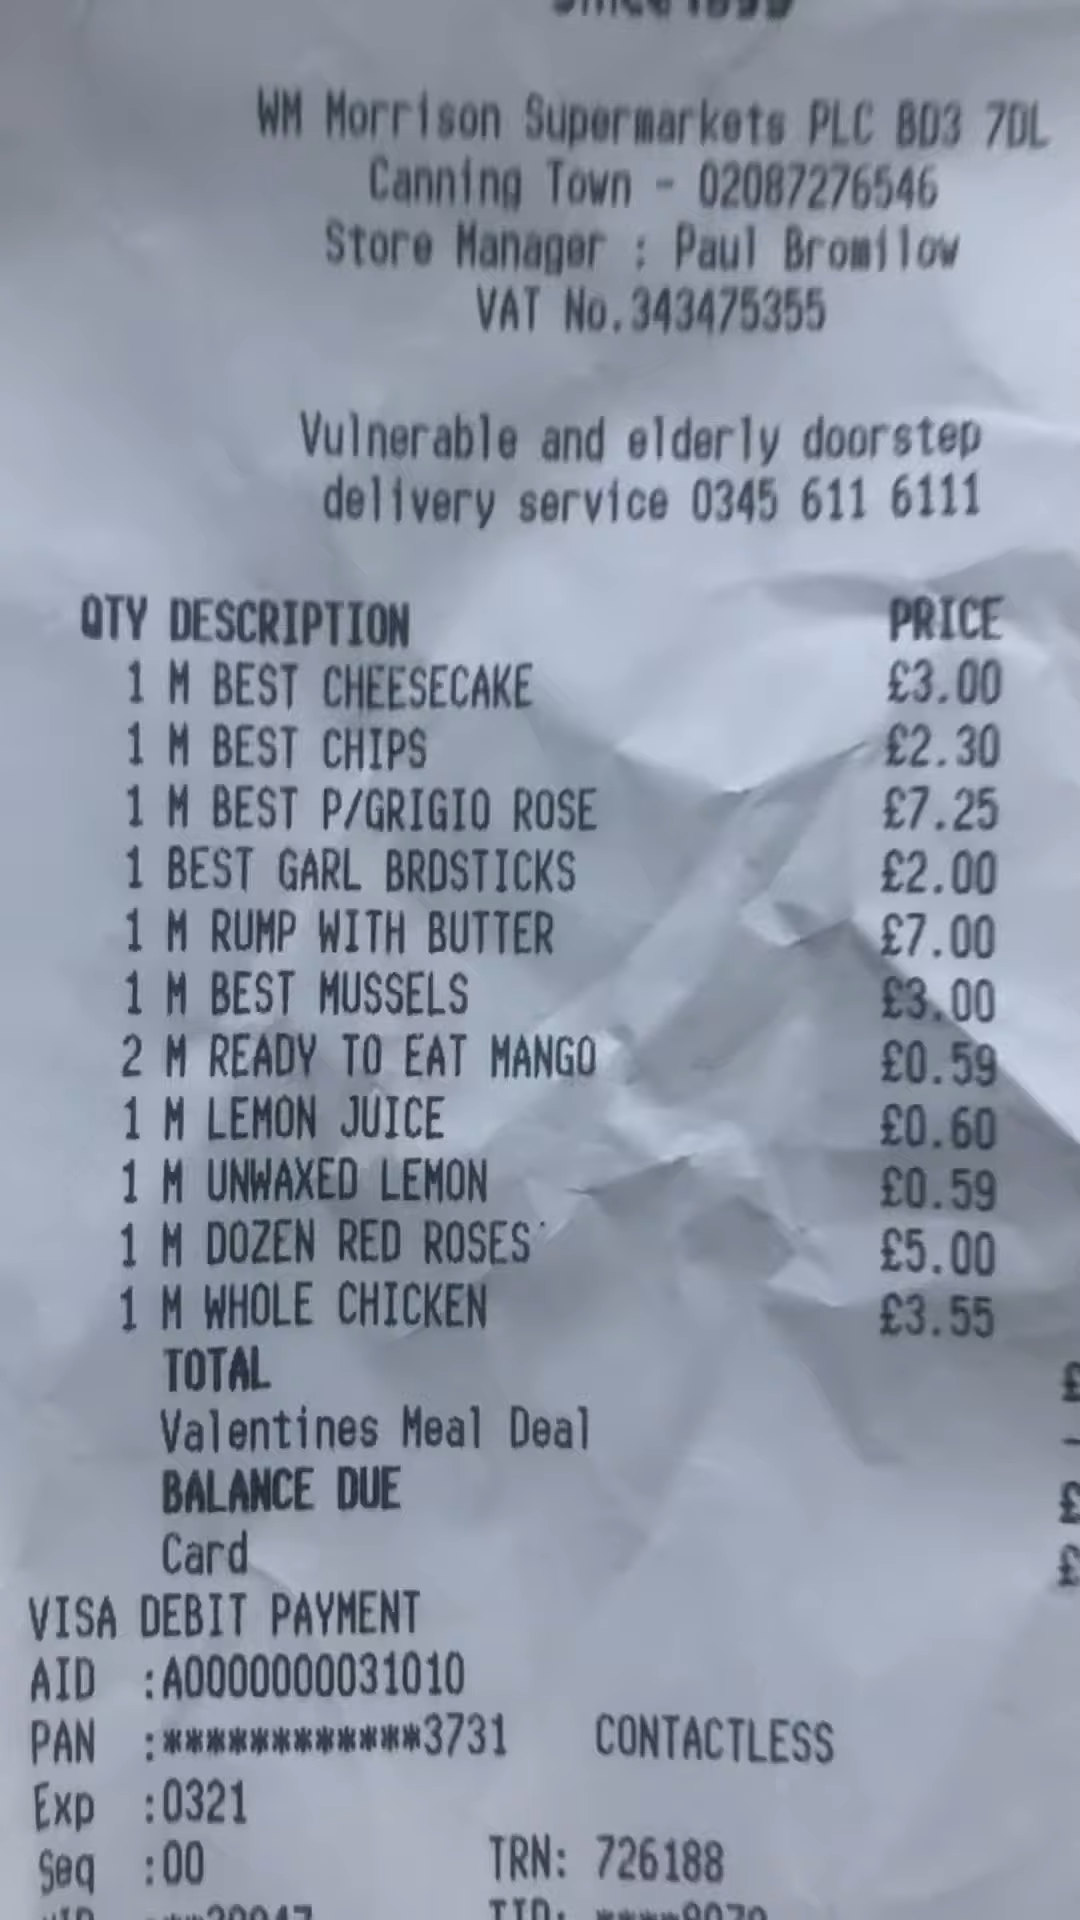 Since 1899
WM Morrison Supermarkets PLC BD3 7DL
Canning Town - 02087276546
Store Manager : Paul Bromilow
VAT No.343475355
Vulnerable and elderly doorstep
delivery service 0345 611 6111
QTY DESCRIPTION PRICE
1 M BEST CHEESECAKE £3.00
1 M BEST CHIPS £2.30
1 M BEST P/GRIGIO ROSE £7.25
1 BEST GARL BRDSTICKS £2.00
1 M RUMP WITH BUTTER £7.00
1 M BEST MUSSELS £3.00
2 M READY TO EAT MANGO £0.59
1 M LEMON JUICE £0.60
1 M UNWAXED LEMON £0.59
1 M DOZEN RED ROSES £5.00
1 M WHOLE CHICKEN £3.55
TOTAL £
Valentines Meal Deal -
BALANCE DUE £
Card £
VISA DEBIT PAYMENT
AID :A0000000031010
PAN :************3731 CONTACTLESS
Exp :0321
Seq :00 TRN: 726188
TID: